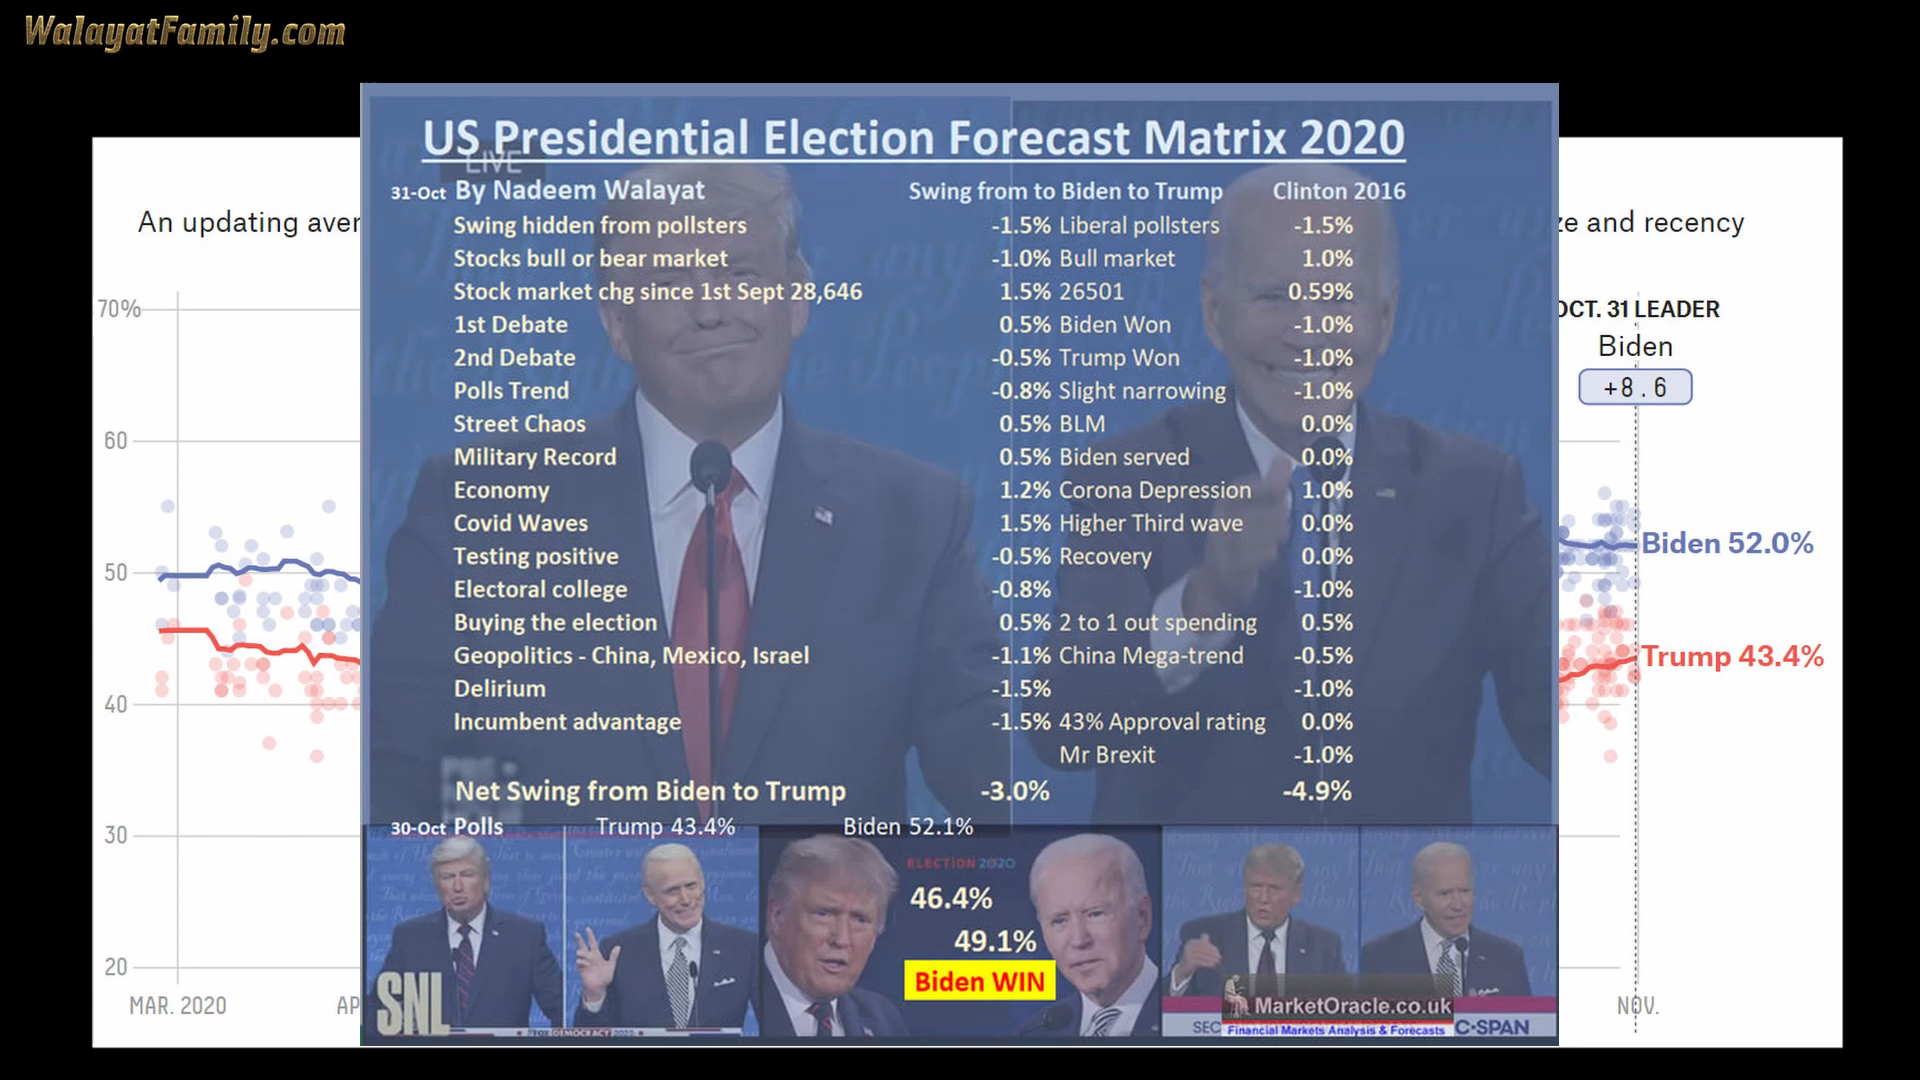 WalayatFamily.com
US Presidential Election Forecast Matrix 2020
LIVE
31-Oct By Nadeem Walayat Swing from to Biden to Trump Clinton 2016
Swing hidden from pollsters -1.5% Liberal pollsters -1.5%
Stocks bull or bear market -1.0% Bull market 1.0%
Stock market chg since 1st Sept 28,646 1.5% 26501 0.59%
1st Debate 0.5% Biden Won -1.0%
2nd Debate -0.5% Trump Won -1.0%
Polls Trend -0.8% Slight narrowing -1.0%
Street Chaos 0.5% BLM 0.0%
Military Record 0.5% Biden served 0.0%
Economy 1.2% Corona Depression 1.0%
Covid Waves 1.5% Higher Third wave 0.0%
Testing positive -0.5% Recovery 0.0%
Electoral college -0.8% -1.0%
Buying the election 0.5% 2 to 1 out spending 0.5%
Geopolitics - China, Mexico, Israel -1.1% China Mega-trend -0.5%
Delirium -1.5% -1.0%
Incumbent advantage -1.5% 43% Approval rating 0.0%
Mr Brexit -1.0%
Net Swing from Biden to Trump -3.0% -4.9%
30-Oct Polls Trump 43.4% Biden 52.1%
ELECTION 2020
46.4%
49.1%
Biden WIN
SNL
MarketOracle.co.uk
SEC
Financial Markets Analysis & Forecasts
C-SPAN
An updating aver
ze and recency
70%
60
50
40
30
20
MAR. 2020
AP
OCT. 31 LEADER
Biden
+8.6
Biden 52.0%
Trump 43.4%
NOV.